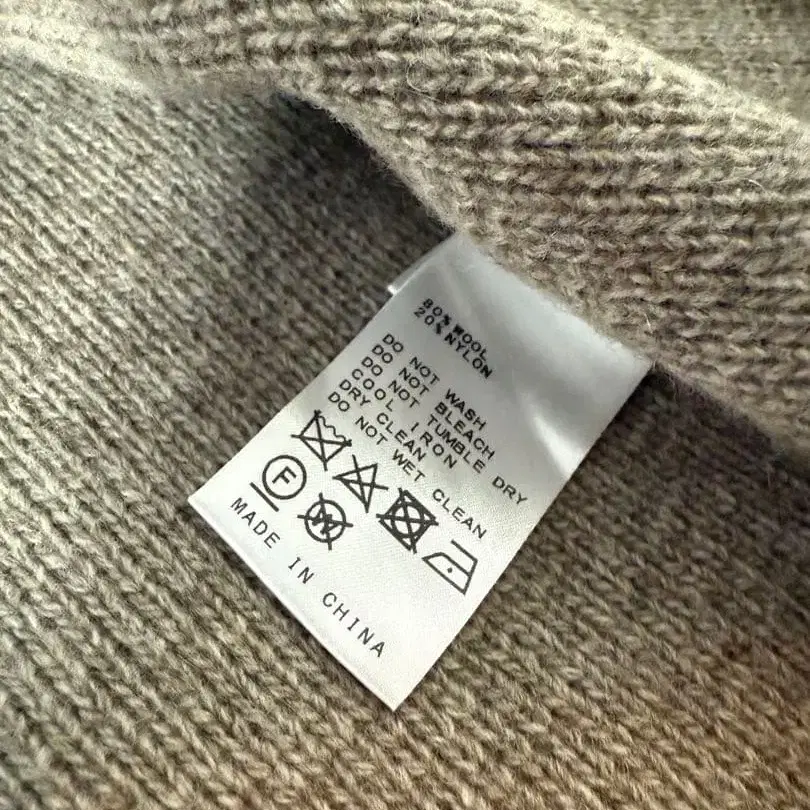 80% WOOL
20% NYLON
DO NOT WASH
DO NOT BLEACH
DO NOT TUMBLE DRY
COOL IRON
DRY CLEAN
DO NOT WET CLEAN
F
W
MADE IN CHINA